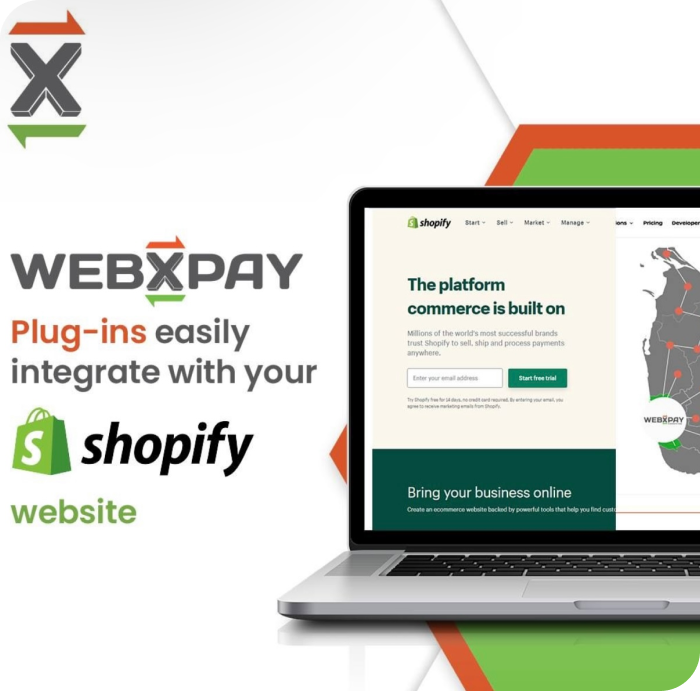 X
WEBXPAY
Plug-ins easily
integrate with your
shopify
website
shopify
Start Sell Market Manage
Pricing Developer
The platform
commerce is built on
Millions of the world's most successful brands
trust Shopify to sell, ship and process payments
anywhere.
Enter your email address
Start free trial
Try Shopify free for 14 days, no credit card required. By entering your email, you
agree to receive marketing emails from Shopify.
WEBXPAY
Bring your business online
Create an ecommerce website backed by powerful tools that help you find